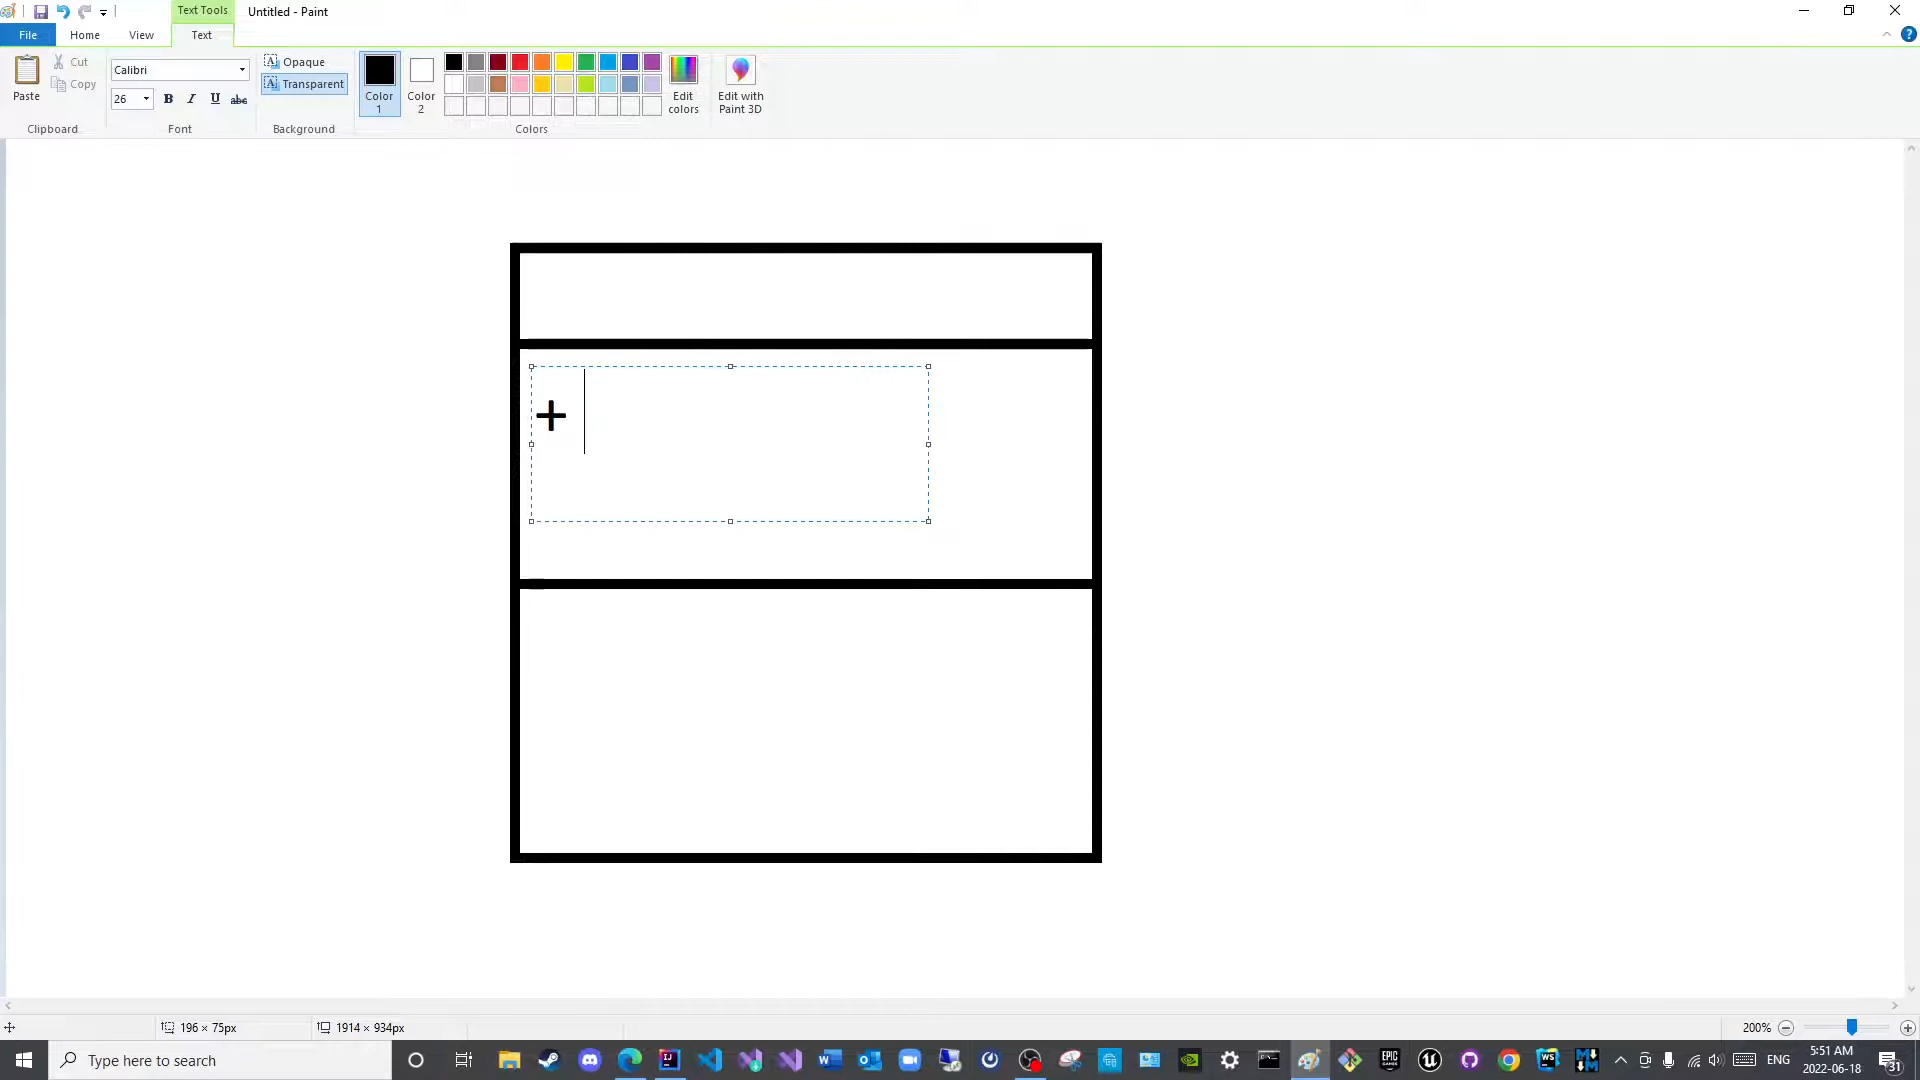 Text Tools
Untitled - Paint
File
Home
View
Text
Paste
Cut
Copy
Clipboard
Calibri
26
B
I
U
abc
Font
Opaque
Transparent
Background
Color
1
Color
2
Edit
colors
Colors
Edit with
Paint 3D
+
196 × 75px
1914 × 934px
200%
Type here to search
ENG
5:51 AM
2022-06-18
31